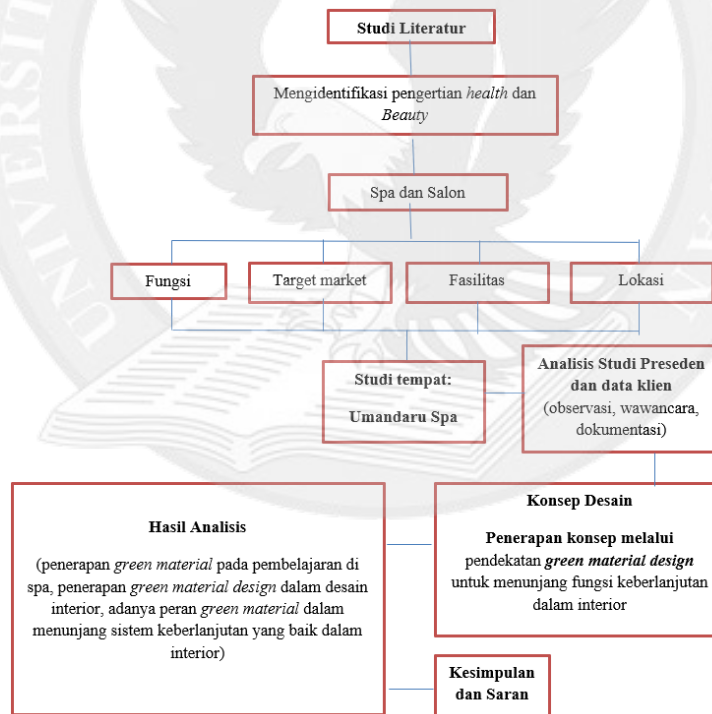 Studi Literatur
Mengidentifikasi pengertian health dan
Beauty
Spa dan Salon
Fungsi
Target market
Fasilitas
Lokasi
Studi tempat:
Umandaru Spa
Analisis Studi Preseden
dan data klien
(observasi, wawancara,
dokumentasi)
Konsep Desain
Penerapan konsep melalui
pendekatan green material design
untuk menunjang fungsi keberlanjutan
dalam interior
Hasil Analisis
(penerapan green material pada pembelajaran di
spa, penerapan green material design dalam desain
interior, adanya peran green material dalam
menunjang sistem keberlanjutan yang baik dalam
interior)
Kesimpulan
dan Saran